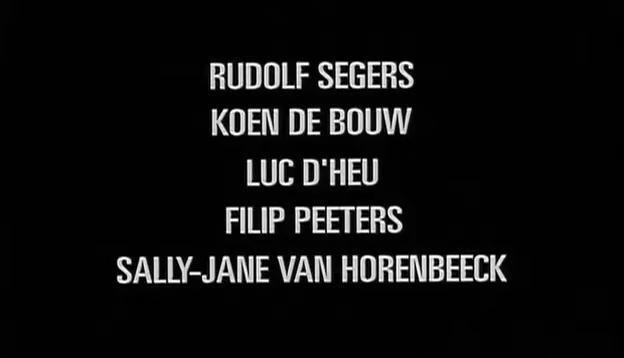 RUDOLF SEGERS
KOEN DE BOUW
LUC D'HEU
FILIP PEETERS
SALLY-JANE VAN HORENBEECK